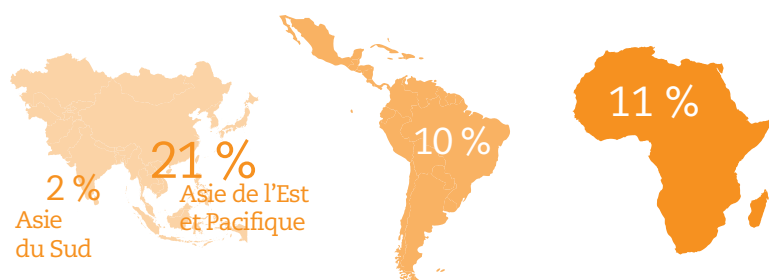 21 %
Asie de l'Est
et Pacifique
2 %
Asie
du Sud
10 %
11 %